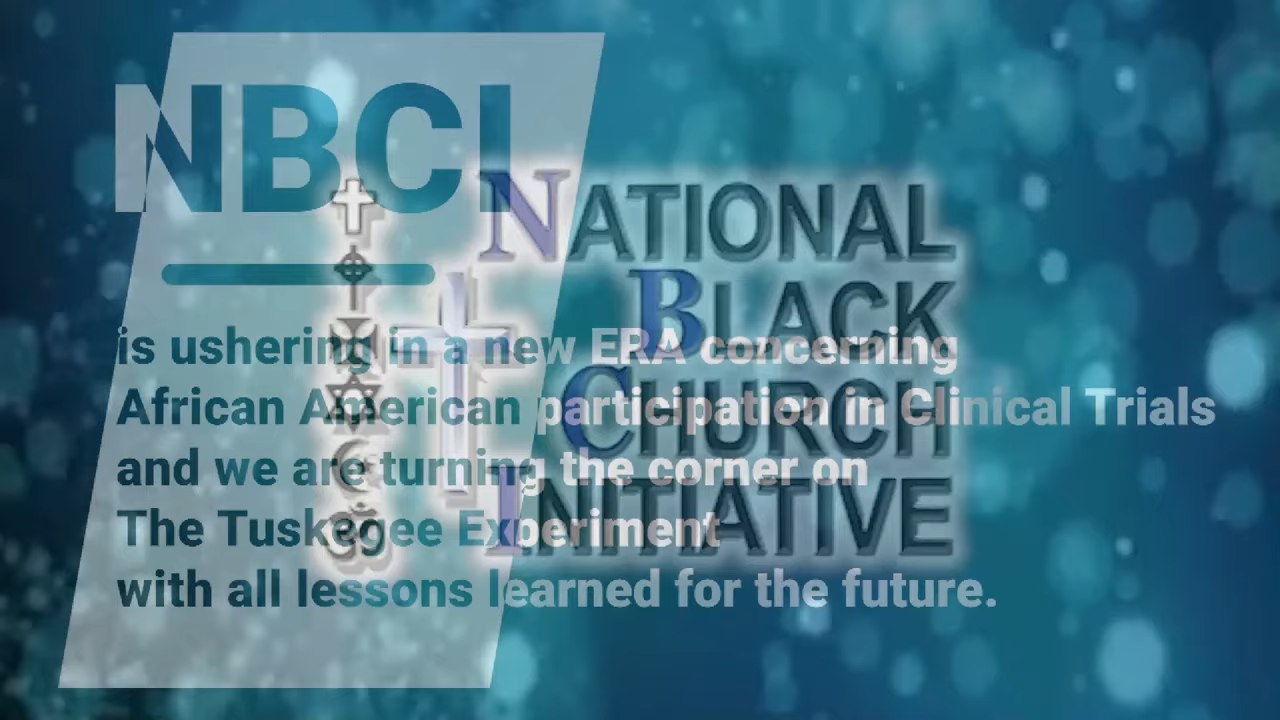 NBCI
NATIONAL
BLACK
CHURCH
INITIATIVE
is ushering in a new ERA concerning
African American participation in Clinical Trials
and we are turning the corner on
The Tuskegee Experiment
with all lessons learned for the future.